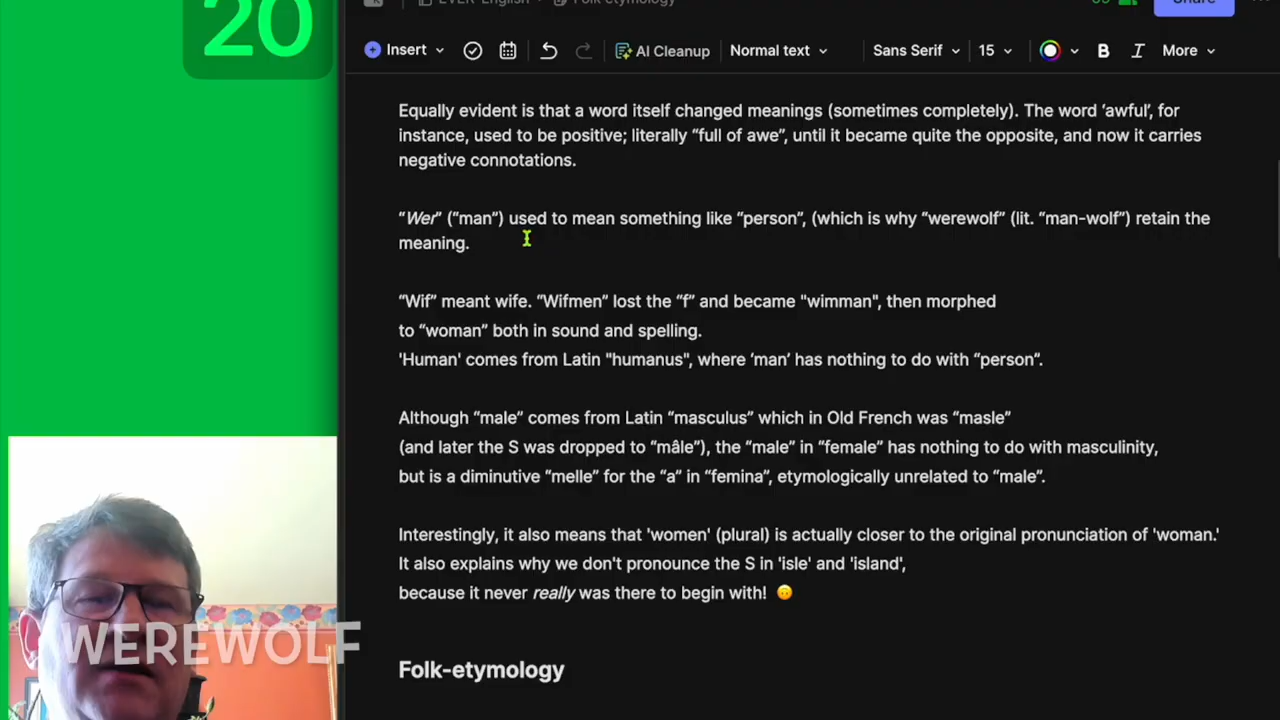 20
EVER-English
Folk etymology
Share
Insert
AI Cleanup
Normal text
Sans Serif
15
B
I
More
Equally evident is that a word itself changed meanings (sometimes completely). The word ‘awful’, for
instance, used to be positive; literally “full of awe”, until it became quite the opposite, and now it carries
negative connotations.
“Wer” (“man”) used to mean something like “person”, (which is why “werewolf” (lit. “man-wolf”) retain the
meaning.
“Wif” meant wife. “Wifmen” lost the “f” and became "wimman", then morphed
to “woman” both in sound and spelling.
'Human' comes from Latin "humanus", where ‘man’ has nothing to do with “person“.
Although “male” comes from Latin “masculus” which in Old French was “masle”
(and later the S was dropped to “mâle”), the “male” in “female” has nothing to do with masculinity,
but is a diminutive “melle” for the “a” in “femina”, etymologically unrelated to “male”.
Interestingly, it also means that 'women' (plural) is actually closer to the original pronunciation of 'woman.'
It also explains why we don't pronounce the S in 'isle' and 'island',
because it never really was there to begin with!
WEREWOLF
Folk-etymology